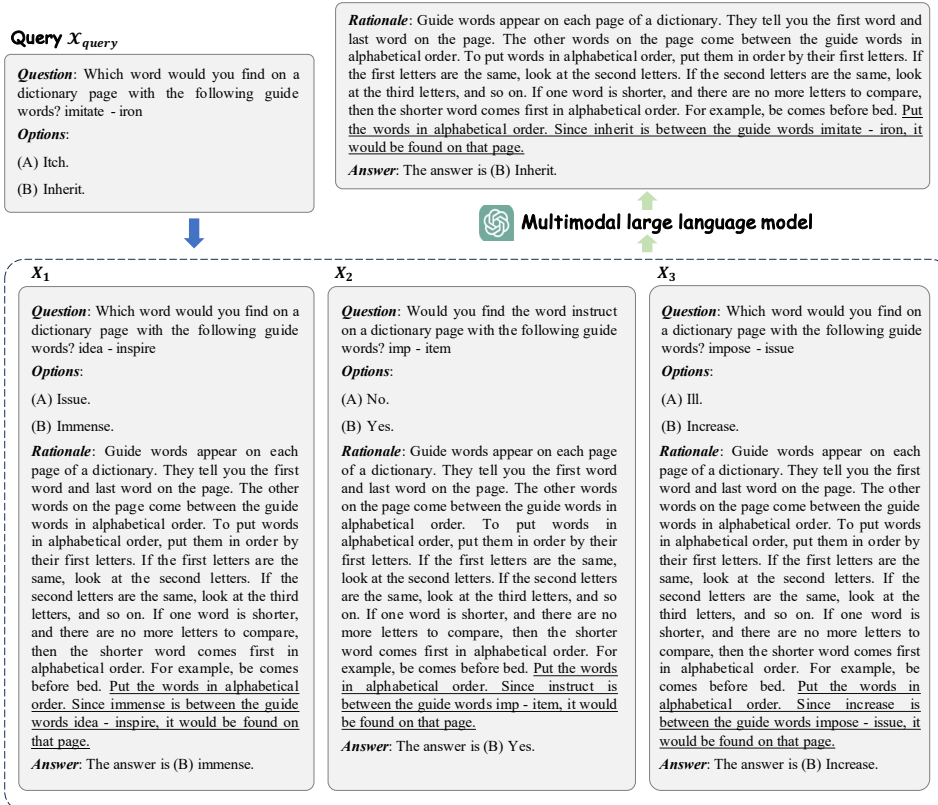 Query X_query
Question: Which word would you find on a
dictionary page with the following guide
words? imitate - iron
Options:
(A) Itch.
(B) Inherit.
Rationale: Guide words appear on each page of a dictionary. They tell you the first word and
last word on the page. The other words on the page come between the guide words in
alphabetical order. To put words in alphabetical order, put them in order by their first letters. If
the first letters are the same, look at the second letters. If the second letters are the same, look
at the third letters, and so on. If one word is shorter, and there are no more letters to compare,
then the shorter word comes first in alphabetical order. For example, be comes before bed. Put
the words in alphabetical order. Since inherit is between the guide words imitate - iron, it
would be found on that page.
Answer: The answer is (B) Inherit.
Multimodal large language model
X1
Question: Which word would you find on a
dictionary page with the following guide
words? idea - inspire
Options:
(A) Issue.
(B) Immense.
Rationale: Guide words appear on each
page of a dictionary. They tell you the first
word and last word on the page. The other
words on the page come between the guide
words in alphabetical order. To put words
in alphabetical order, put them in order by
their first letters. If the first letters are the
same, look at the second letters. If the
second letters are the same, look at the third
letters, and so on. If one word is shorter,
and there are no more letters to compare,
then the shorter word comes first in
alphabetical order. For example, be comes
before bed. Put the words in alphabetical
order. Since immense is between the guide
words idea - inspire, it would be found on
that page.
Answer: The answer is (B) immense.
X2
Question: Would you find the word instruct
on a dictionary page with the following guide
words? imp - item
Options:
(A) No.
(B) Yes.
Rationale: Guide words appear on each page
of a dictionary. They tell you the first word
and last word on the page. The other words
on the page come between the guide words in
alphabetical order. To put words in
alphabetical order, put them in order by their
first letters. If the first letters are the same,
look at the second letters. If the second letters
are the same, look at the third letters, and so
on. If one word is shorter, and there are no
more letters to compare, then the shorter
word comes first in alphabetical order. For
example, be comes before bed. Put the words
in alphabetical order. Since instruct is
between the guide words imp - item, it would
be found on that page.
Answer: The answer is (B) Yes.
X3
Question: Which word would you find on
a dictionary page with the following guide
words? impose - issue
Options:
(A) Ill.
(B) Increase.
Rationale: Guide words appear on each
page of a dictionary. They tell you the first
word and last word on the page. The other
words on the page come between the guide
words in alphabetical order. To put words
in alphabetical order, put them in order by
their first letters. If the first letters are the
same, look at the second letters. If the
second letters are the same, look at the
third letters, and so on. If one word is
shorter, and there are no more letters to
compare, then the shorter word comes first
in alphabetical order. For example, be
comes before bed. Put the words in
alphabetical order. Since increase is
between the guide words impose - issue, it
would be found on that page.
Answer: The answer is (B) Increase.